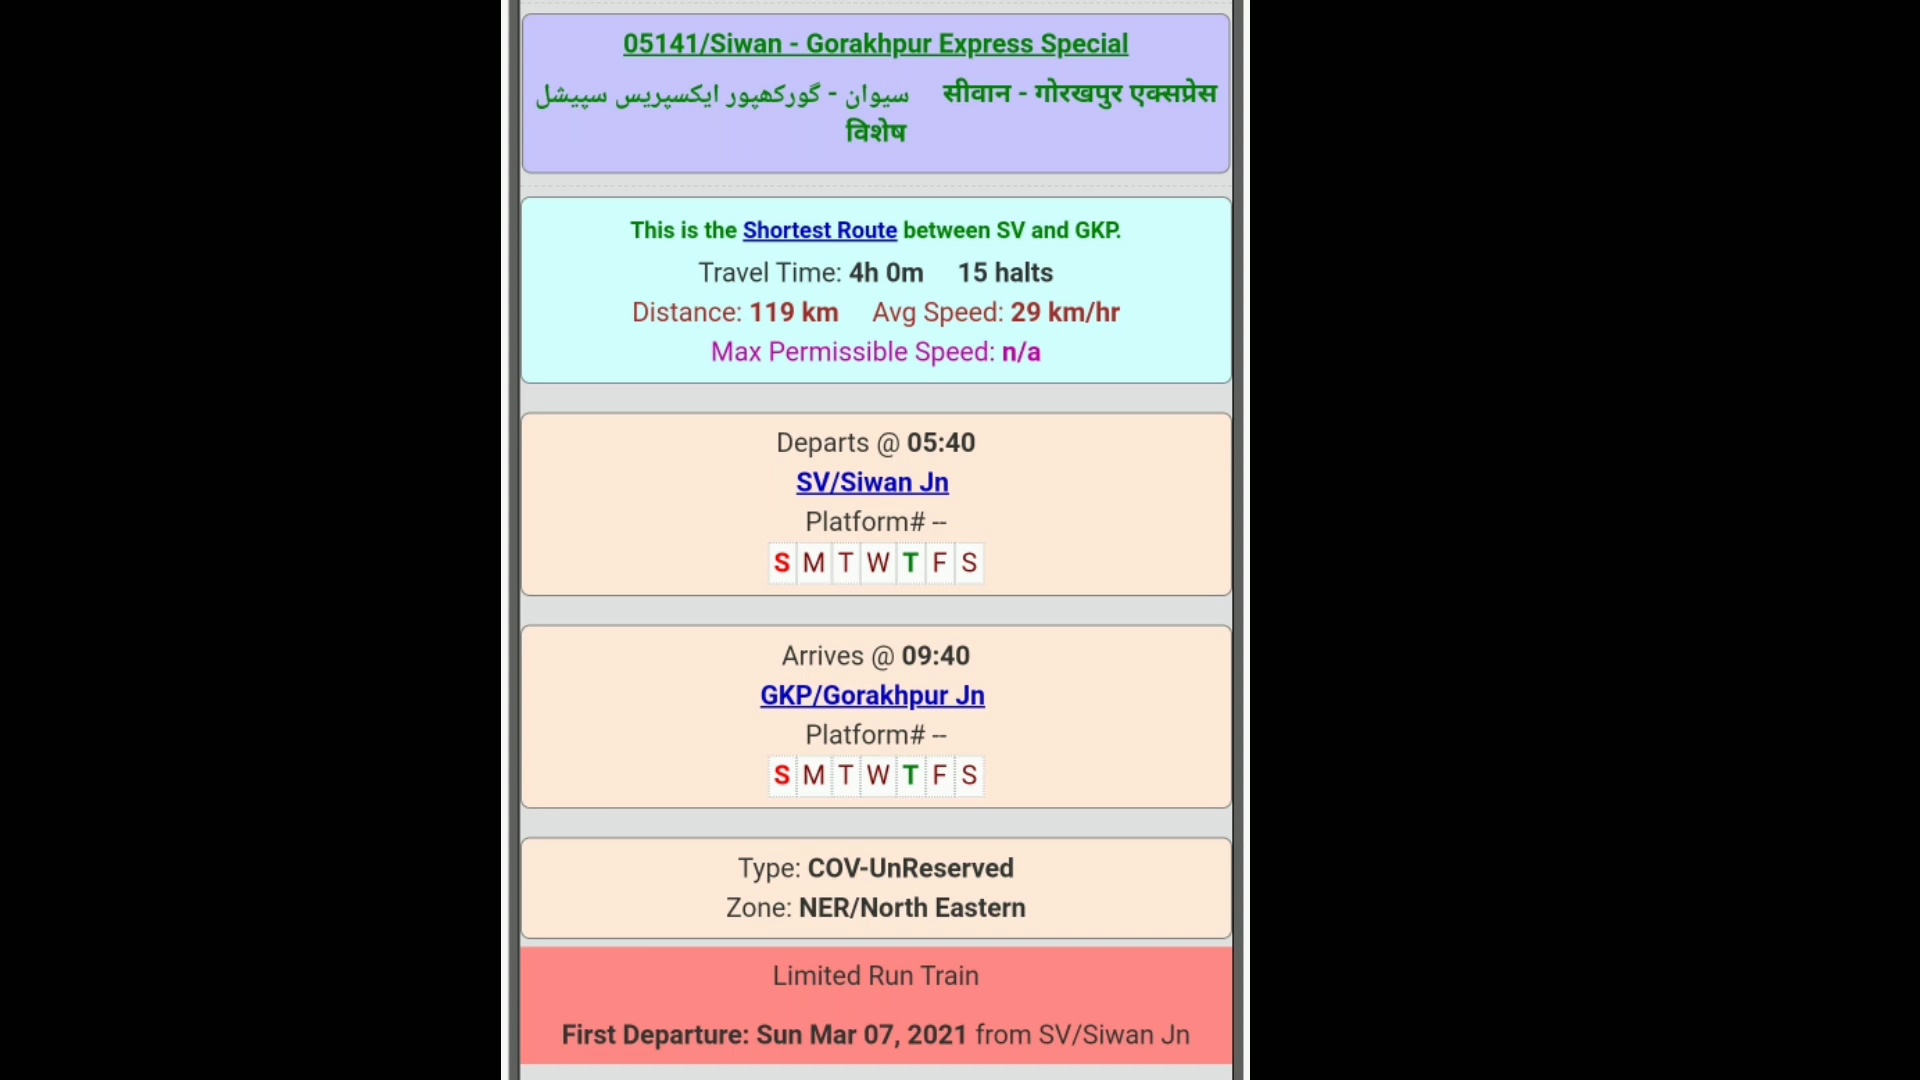 05141/Siwan - Gorakhpur Express Special
سیوان - گورکھپور ایکسپریس سپیشل सीवान - गोरखपुर एक्सप्रेस
विशेष
This is the Shortest Route between SV and GKP.
Travel Time: 4h 0m 15 halts
Distance: 119 km Avg Speed: 29 km/hr
Max Permissible Speed: n/a
Departs @ 05:40
SV/Siwan Jn
Platform# --
S M T W T F S
Arrives @ 09:40
GKP/Gorakhpur Jn
Platform# --
S M T W T F S
Type: COV-UnReserved
Zone: NER/North Eastern
Limited Run Train
First Departure: Sun Mar 07, 2021 from SV/Siwan Jn